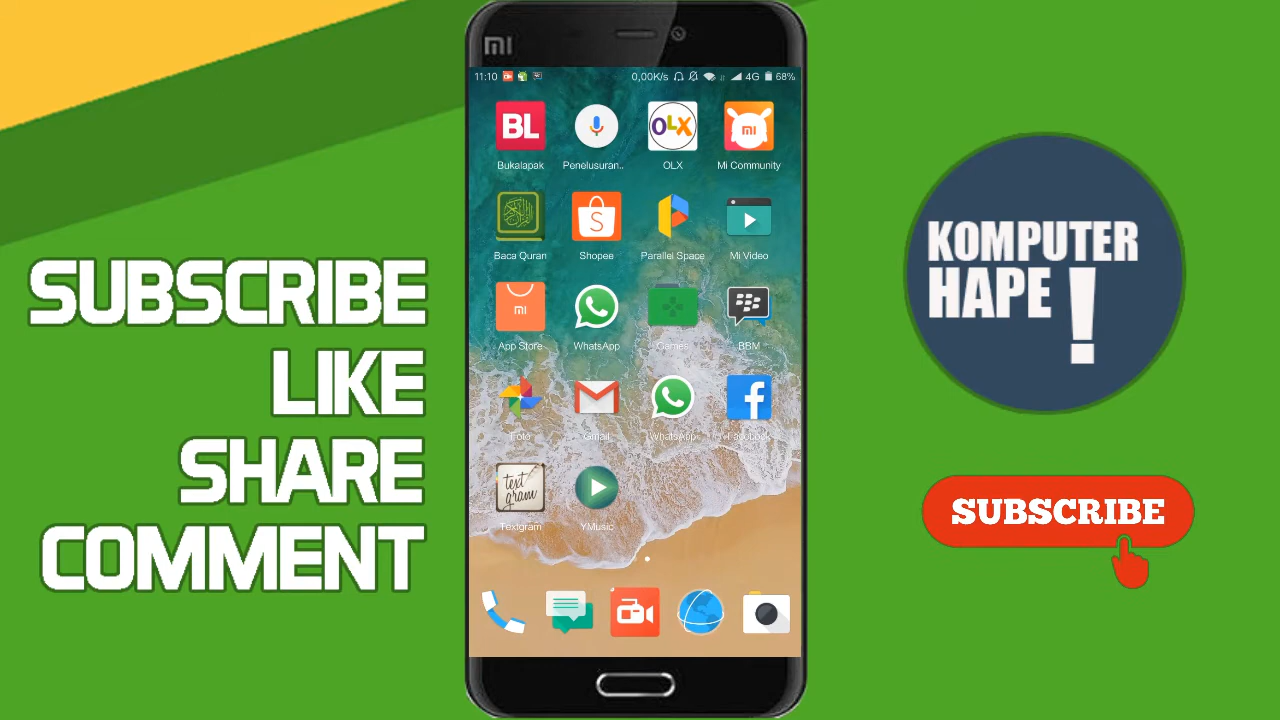 SUBSCRIBE
LIKE
SHARE
COMMENT
mi
11:10
0,00K/s 4G 68%
BL
OLX
mi
Bukalapak Penelusuran.. OLX Mi Community
S
Baca Quran Shopee Parallel Space Mi Video
mi
App Store WhatsApp Games BBM
f
Foto Gmail WhatsApp Facebook
text
gram
Textgram YMusic
KOMPUTER
HAPE !
SUBSCRIBE